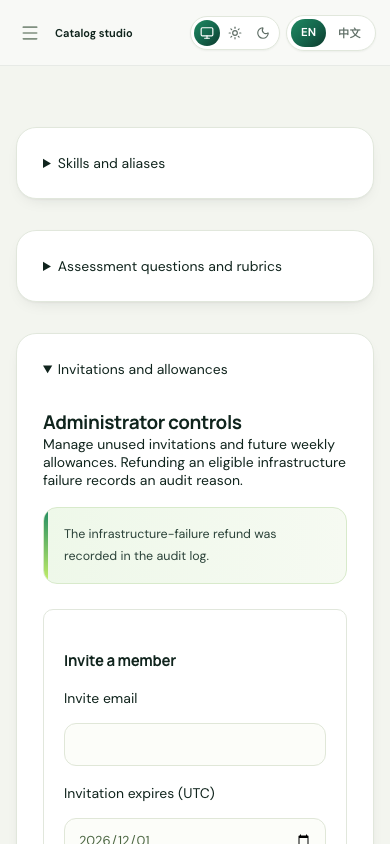 Catalog studio
EN
中文
Skills and aliases
Assessment questions and rubrics
Invitations and allowances
Administrator controls
Manage unused invitations and future weekly
allowances. Refunding an eligible infrastructure
failure records an audit reason.
The infrastructure-failure refund was
recorded in the audit log.
Invite a member
Invite email
Invitation expires (UTC)
2026/12/01